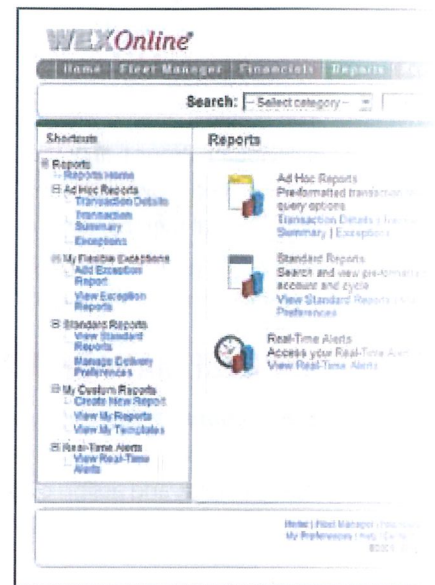 WEXOnline®
Home Fleet Manager Financials Reports
Search: -- Select category --
Shortcuts
Reports
Reports Home
Ad Hoc Reports
Transaction Details
Transaction
Summary
Exceptions
My Flexible Exceptions
Add Exception
Report
View Exception
Reports
Standard Reports
View Standard
Reports
Manage Delivery
Preferences
My Custom Reports
Create New Report
View My Reports
View My Templates
Real-Time Alerts
View Real-Time
Alerts
Reports
Ad Hoc Reports
Pre-formatted transaction
query options
Transaction Details
Summary | Exceptions
Standard Reports
Search and view pre-formatted
account and cycle
View Standard Reports
Preferences
Real-Time Alerts
Access your Real-Time
View Real-Time Alerts
Home | Fleet Manager
My Preferences | Help